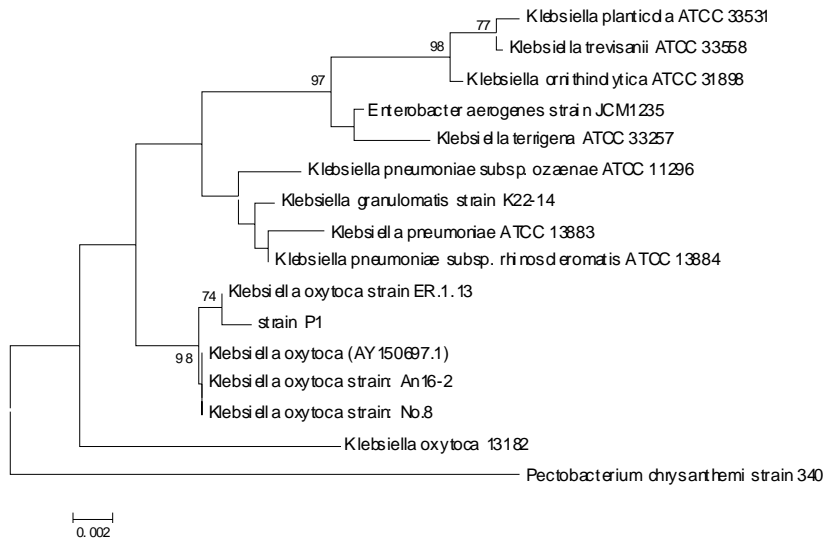 Klebsiella planticola ATCC 33531
77
Klebsiella trevisanii ATCC 33558
98
Klebsiella ornithinolytica ATCC 31898
97
Enterobacter aerogenes strain JCM1235
Klebsiella terrigena ATCC 33257
Klebsiella pneumoniae subsp. ozaenae ATCC 11296
Klebsiella granulomatis strain K22-14
Klebsiella pneumoniae ATCC 13883
Klebsiella pneumoniae subsp. rhinoscleromatis ATCC 13884
74
Klebsiella oxytoca strain ER.1.13
strain P1
98
Klebsiella oxytoca (AY150697.1)
Klebsiella oxytoca strain: An16-2
Klebsiella oxytoca strain: No.8
Klebsiella oxytoca 13182
Pectobacterium chrysanthemi strain 340
0.002